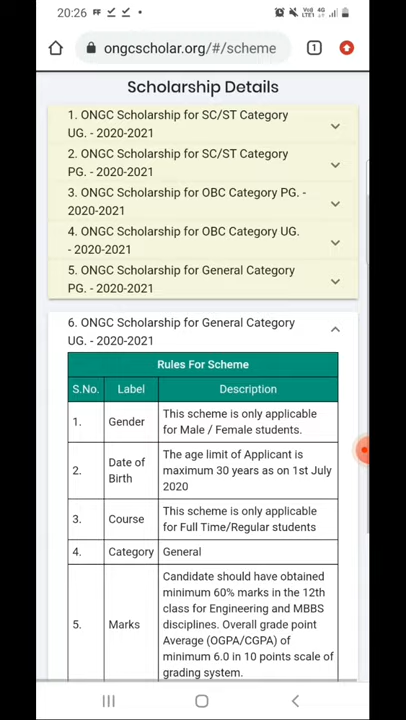 20:26 FF
Vo)) 4G
LTE1
ongcscholar.org/#/scheme
1
Scholarship Details
1. ONGC Scholarship for SC/ST Category
UG. - 2020-2021
2. ONGC Scholarship for SC/ST Category
PG. - 2020-2021
3. ONGC Scholarship for OBC Category PG. -
2020-2021
4. ONGC Scholarship for OBC Category UG.
- 2020-2021
5. ONGC Scholarship for General Category
PG. - 2020-2021
6. ONGC Scholarship for General Category
UG. - 2020-2021
Rules For Scheme
S.No. Label Description
1. Gender This scheme is only applicable
for Male / Female students.
2. Date of Birth The age limit of Applicant is
maximum 30 years as on 1st July
2020
3. Course This scheme is only applicable
for Full Time/Regular students
4. Category General
5. Marks Candidate should have obtained
minimum 60% marks in the 12th
class for Engineering and MBBS
disciplines. Overall grade point
Average (OGPA/CGPA) of
minimum 6.0 in 10 points scale of
grading system.